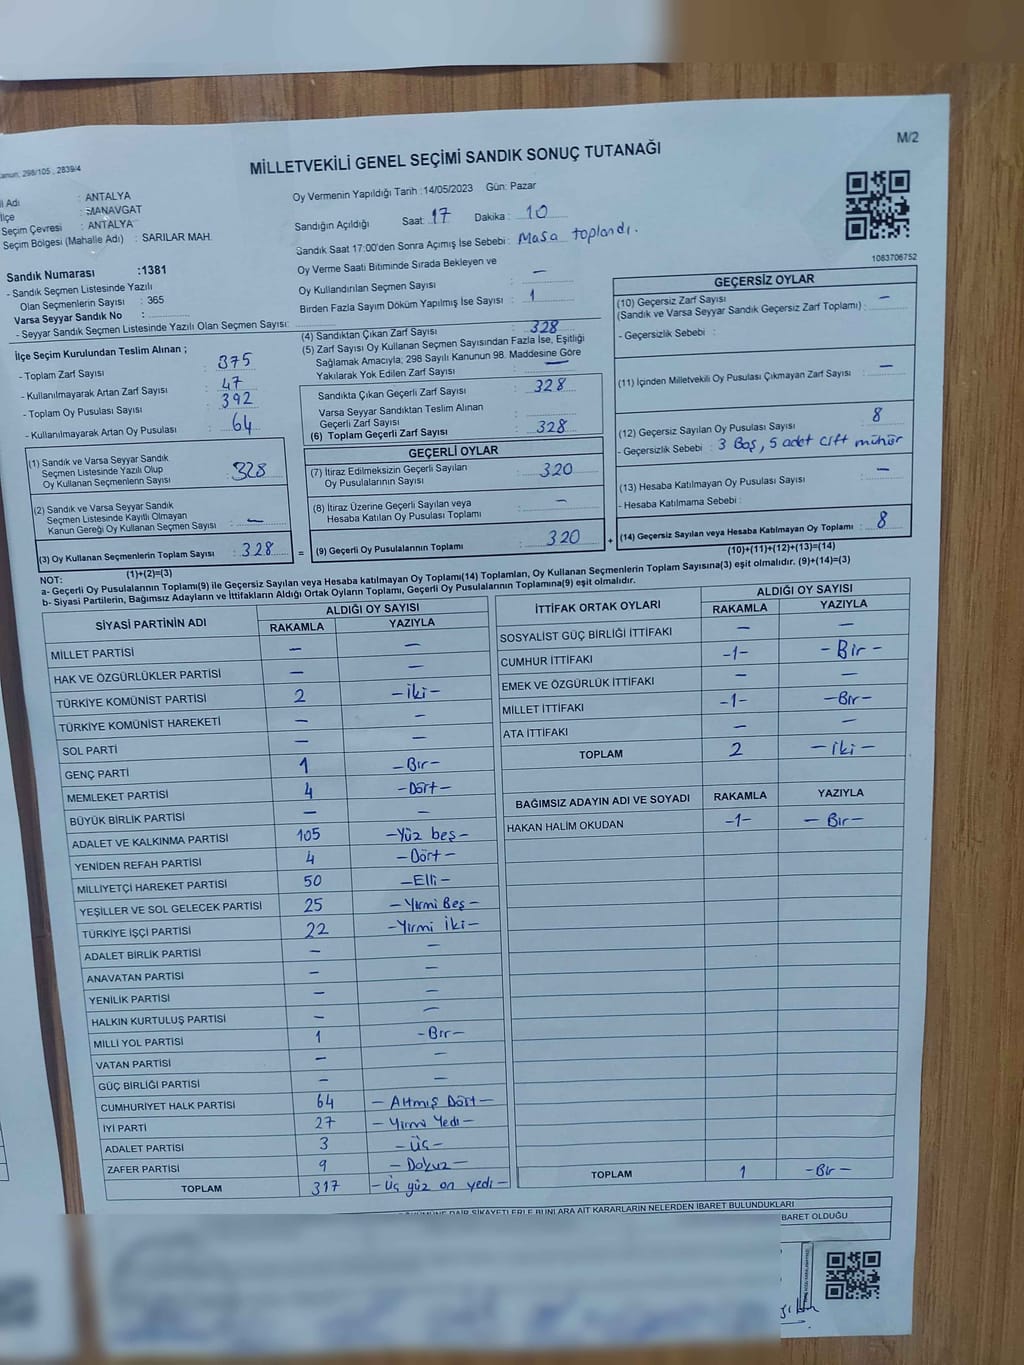 M/2
MİLLETVEKİLİ GENEL SEÇİMİ SANDIK SONUÇ TUTANAĞI
298/105 , 2839/4
Adı : ANTALYA
İlçe : MANAVGAT
Seçim Çevresi : ANTALYA
Seçim Bölgesi (Mahalle Adı) : SARILAR MAH.
Oy Vermenin Yapıldığı Tarih :14/05/2023 Gün: Pazar
Sandığın Açıldığı Saat: 17 Dakika : 10
Sandık Saat 17:00'den Sonra Açılmış İse Sebebi : Masa toplandı.
Oy Verme Saati Bitiminde Sırada Bekleyen ve
Oy Kullandırılan Seçmen Sayısı : —
Birden Fazla Sayım Döküm Yapılmış İse Sayısı : 1
1083706752
Sandık Numarası :1381
- Sandık Seçmen Listesinde Yazılı
Olan Seçmenlerin Sayısı : 365
Varsa Seyyar Sandık No :
- Seyyar Sandık Seçmen Listesinde Yazılı Olan Seçmen Sayısı:
İlçe Seçim Kurulundan Teslim Alınan ;
- Toplam Zarf Sayısı : 375
- Kullanılmayarak Artan Zarf Sayısı : 47
- Toplam Oy Pusulası Sayısı : 392
- Kullanılmayarak Artan Oy Pusulası : 64
(1) Sandık ve Varsa Seyyar Sandık
Seçmen Listesinde Yazılı Olup
Oy Kullanan Seçmenlerin Sayısı : 328
(2) Sandık ve Seyyar Sandık
Seçmen Listesinde Kayıtlı Olmayan
Kanun Gereği Oy Kullanan Seçmen Sayısı : —
(3) Oy Kullanan Seçmenlerin Toplam Sayısı : 328
(1)+(2)=(3)
(4) Sandıktan Çıkan Zarf Sayısı : 328
(5) Zarf Sayısı Oy Kullanan Seçmen Sayısından Fazla İse, Eşitliği
Sağlamak Amacıyla; 298 Sayılı Kanunun 98. Maddesine Göre
Yakılarak Yok Edilen Zarf Sayısı : —
Sandıkta Çıkan Geçerli Zarf Sayısı : 328
Varsa Seyyar Sandıktan Teslim Alınan
Geçerli Zarf Sayısı :
(6) Toplam Geçerli Zarf Sayısı : 328
GEÇERLİ OYLAR
(7) İtiraz Edilmeksizin Geçerli Sayılan
Oy Pusulalarının Sayısı : 320
(8) İtiraz Üzerine Geçerli Sayılan veya
Hesaba Katılan Oy Pusulası Toplamı : —
= (9) Geçerli Oy Pusulalarının Toplamı : 320
GEÇERSİZ OYLAR
(10) Geçersiz Zarf Sayısı
(Sandık ve Varsa Seyyar Sandık Geçersiz Zarf Toplamı) : —
- Geçersizlik Sebebi :
(11) İçinden Milletvekili Oy Pusulası Çıkmayan Zarf Sayısı : —
(12) Geçersiz Sayılan Oy Pusulası Sayısı : 8
- Geçersizlik Sebebi : 3 Boş, 5 adet Cift mühür
(13) Hesaba Katılmayan Oy Pusulası Sayısı : —
- Hesaba Katılmama Sebebi :
+ (14) Geçersiz Sayılan veya Hesaba Katılmayan Oy Toplamı : 8
(10)+(11)+(12)+(13)=(14)
NOT:
a- Geçerli Oy Pusulalarının Toplamı(9) ile Geçersiz Sayılan veya Hesaba katılmayan Oy Toplamı(14) Toplamları, Oy Kullanan Seçmenlerin Toplam Sayısına(3) eşit olmalıdır. (9)+(14)=(3)
b- Siyasi Partilerin, Bağımsız Adayların ve İttifakların Aldığı Ortak Oyların Toplamı, Geçerli Oy Pusulalarının Toplamına(9) eşit olmalıdır.
SİYASİ PARTİNİN ADI ALDIĞI OY SAYISI
RAKAMLA YAZIYLA
MİLLET PARTİSİ — —
HAK VE ÖZGÜRLÜKLER PARTİSİ — —
TÜRKİYE KOMÜNİST PARTİSİ 2 —iki—
TÜRKİYE KOMÜNİST HAREKETİ — —
SOL PARTİ — —
GENÇ PARTİ 1 —Bir—
MEMLEKET PARTİSİ 4 —Dört—
BÜYÜK BİRLİK PARTİSİ — —
ADALET VE KALKINMA PARTİSİ 105 —Yüz beş—
YENİDEN REFAH PARTİSİ 4 —Dört—
MİLLİYETÇİ HAREKET PARTİSİ 50 —Elli—
YEŞİLLER VE SOL GELECEK PARTİSİ 25 —Yirmi Beş—
TÜRKİYE İŞÇİ PARTİSİ 22 —Yirmi İki—
ADALET BİRLİK PARTİSİ — —
ANAVATAN PARTİSİ — —
YENİLİK PARTİSİ — —
HALKIN KURTULUŞ PARTİSİ — —
MİLLİ YOL PARTİSİ 1 —Bir—
VATAN PARTİSİ — —
GÜÇ BİRLİĞİ PARTİSİ — —
CUMHURİYET HALK PARTİSİ 64 —Altmış Dört—
İYİ PARTİ 27 —Yirmi Yedi—
ADALET PARTİSİ 3 —Üç—
ZAFER PARTİSİ 9 —Dokuz—
TOPLAM 317 —Üç yüz on yedi—
İTTİFAK ORTAK OYLARI ALDIĞI OY SAYISI
RAKAMLA YAZIYLA
SOSYALİST GÜÇ BİRLİĞİ İTTİFAKI — —
CUMHUR İTTİFAKI -1- -Bir-
EMEK VE ÖZGÜRLÜK İTTİFAKI — —
MİLLET İTTİFAKI -1- —Bir—
ATA İTTİFAKI — —
TOPLAM 2 —iki—
BAĞIMSIZ ADAYIN ADI VE SOYADI RAKAMLA YAZIYLA
HAKAN HALİM OKUDAN -1- —Bir—
TOPLAM 1 —Bir—
DAİR ŞİKAYETLERLE BUNLARA AİT KARARLARIN NELERDEN İBARET BULUNDUKLARI
BARET OLDUĞU